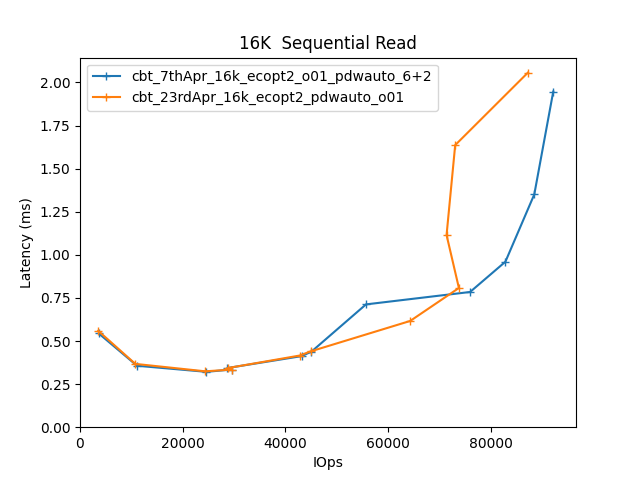 16K  Sequential Read
cbt_7thApr_16k_ecopt2_o01_pdwauto_6+2
cbt_23rdApr_16k_ecopt2_pdwauto_o01
2.00
1.75
1.50
1.25
1.00
0.75
0.50
0.25
0.00
Latency (ms)
0 20000 40000 60000 80000
IOps